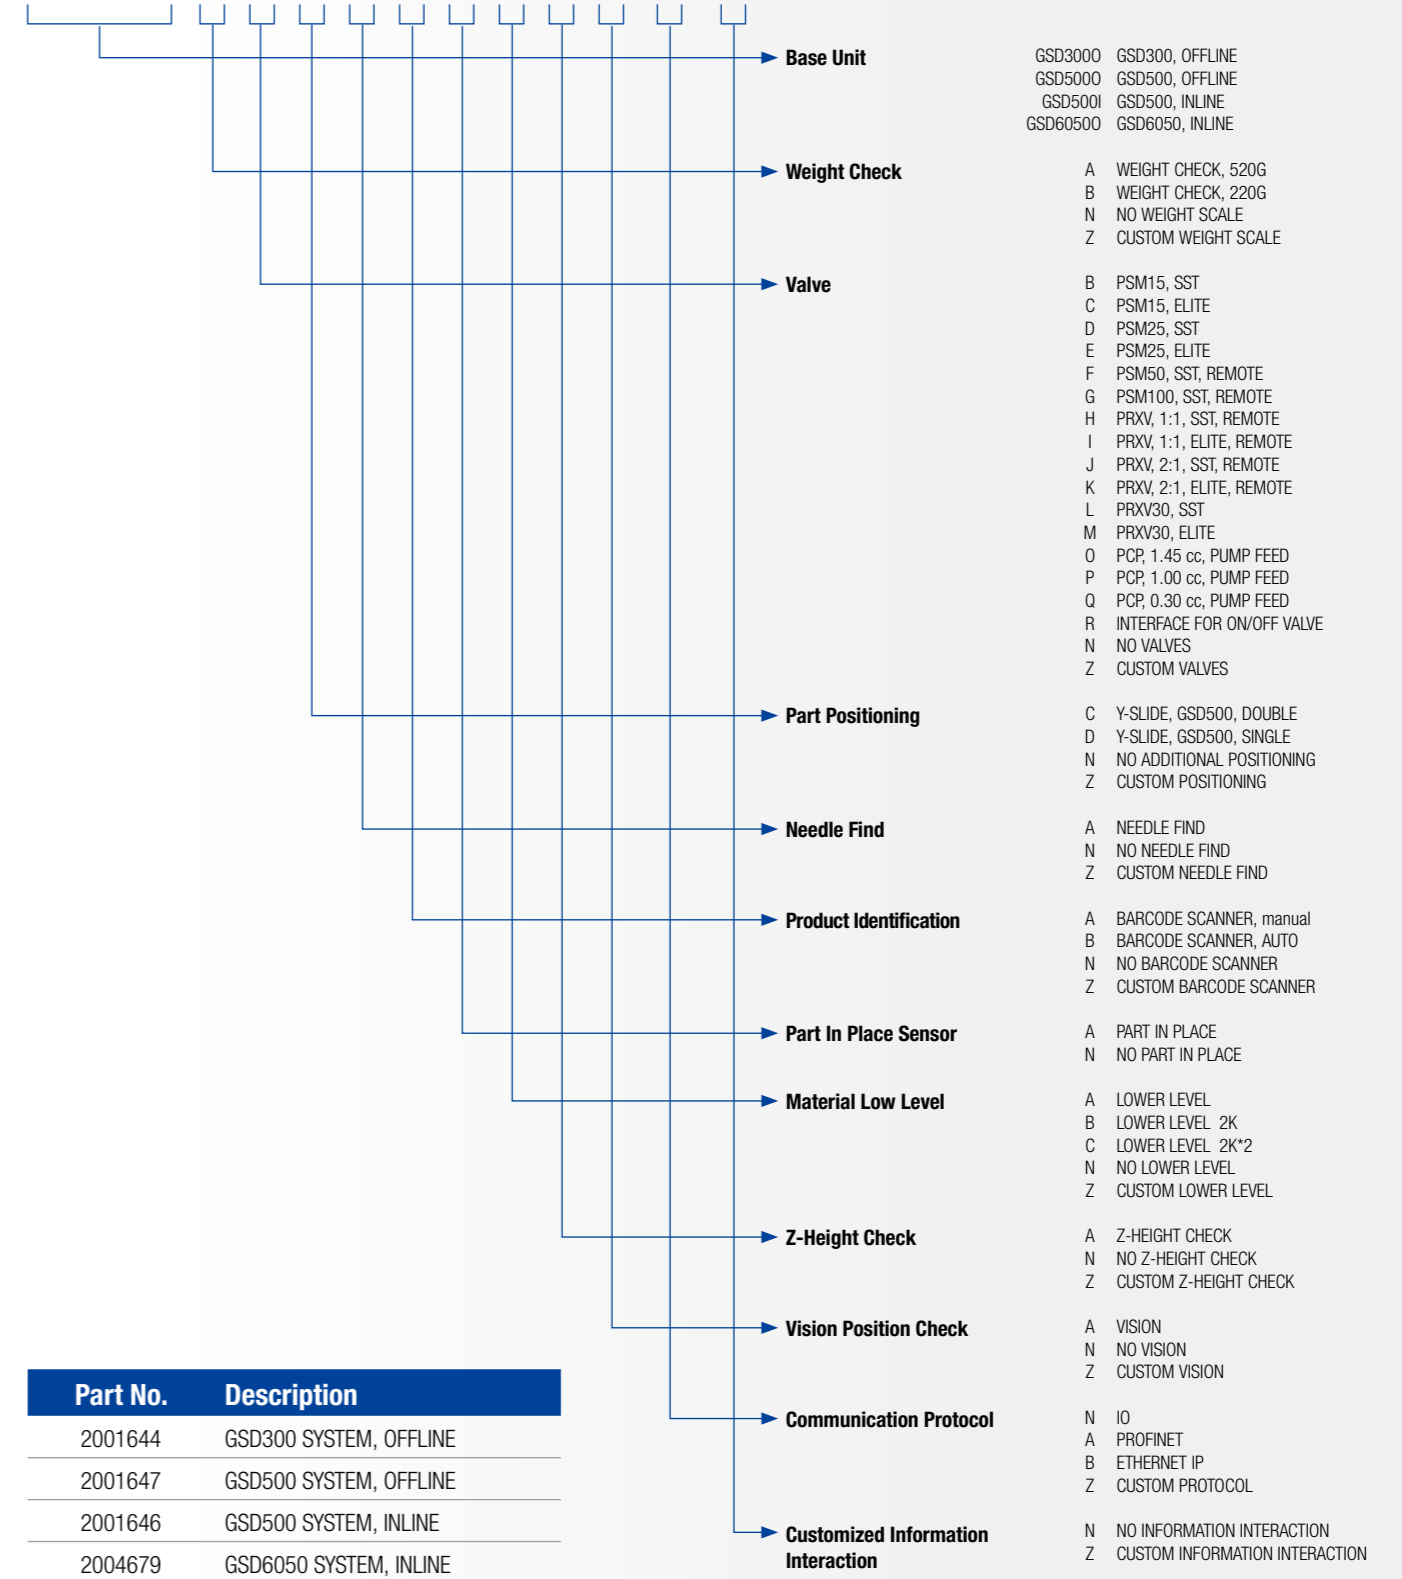 Base Unit
GSD300O GSD300, OFFLINE
GSD500O GSD500, OFFLINE
GSD500I GSD500, INLINE
GSD6050O GSD6050, INLINE
Weight Check
A WEIGHT CHECK, 520G
B WEIGHT CHECK, 220G
N NO WEIGHT SCALE
Z CUSTOM WEIGHT SCALE
Valve
B PSM15, SST
C PSM15, ELITE
D PSM25, SST
E PSM25, ELITE
F PSM50, SST, REMOTE
G PSM100, SST, REMOTE
H PRXV, 1:1, SST, REMOTE
I PRXV, 1:1, ELITE, REMOTE
J PRXV, 2:1, SST, REMOTE
K PRXV, 2:1, ELITE, REMOTE
L PRXV30, SST
M PRXV30, ELITE
O PCP, 1.45 cc, PUMP FEED
P PCP, 1.00 cc, PUMP FEED
Q PCP, 0.30 cc, PUMP FEED
R INTERFACE FOR ON/OFF VALVE
N NO VALVES
Z CUSTOM VALVES
Part Positioning
C Y-SLIDE, GSD500, DOUBLE
D Y-SLIDE, GSD500, SINGLE
N NO ADDITIONAL POSITIONING
Z CUSTOM POSITIONING
Needle Find
A NEEDLE FIND
N NO NEEDLE FIND
Z CUSTOM NEEDLE FIND
Product Identification
A BARCODE SCANNER, manual
B BARCODE SCANNER, AUTO
N NO BARCODE SCANNER
Z CUSTOM BARCODE SCANNER
Part In Place Sensor
A PART IN PLACE
N NO PART IN PLACE
Material Low Level
A LOWER LEVEL
B LOWER LEVEL 2K
C LOWER LEVEL 2K*2
N NO LOWER LEVEL
Z CUSTOM LOWER LEVEL
Z-Height Check
A Z-HEIGHT CHECK
N NO Z-HEIGHT CHECK
Z CUSTOM Z-HEIGHT CHECK
Vision Position Check
A VISION
N NO VISION
Z CUSTOM VISION
Communication Protocol
N IO
A PROFINET
B ETHERNET IP
Z CUSTOM PROTOCOL
Customized Information
Interaction
N NO INFORMATION INTERACTION
Z CUSTOM INFORMATION INTERACTION
Part No. Description
2001644 GSD300 SYSTEM, OFFLINE
2001647 GSD500 SYSTEM, OFFLINE
2001646 GSD500 SYSTEM, INLINE
2004679 GSD6050 SYSTEM, INLINE